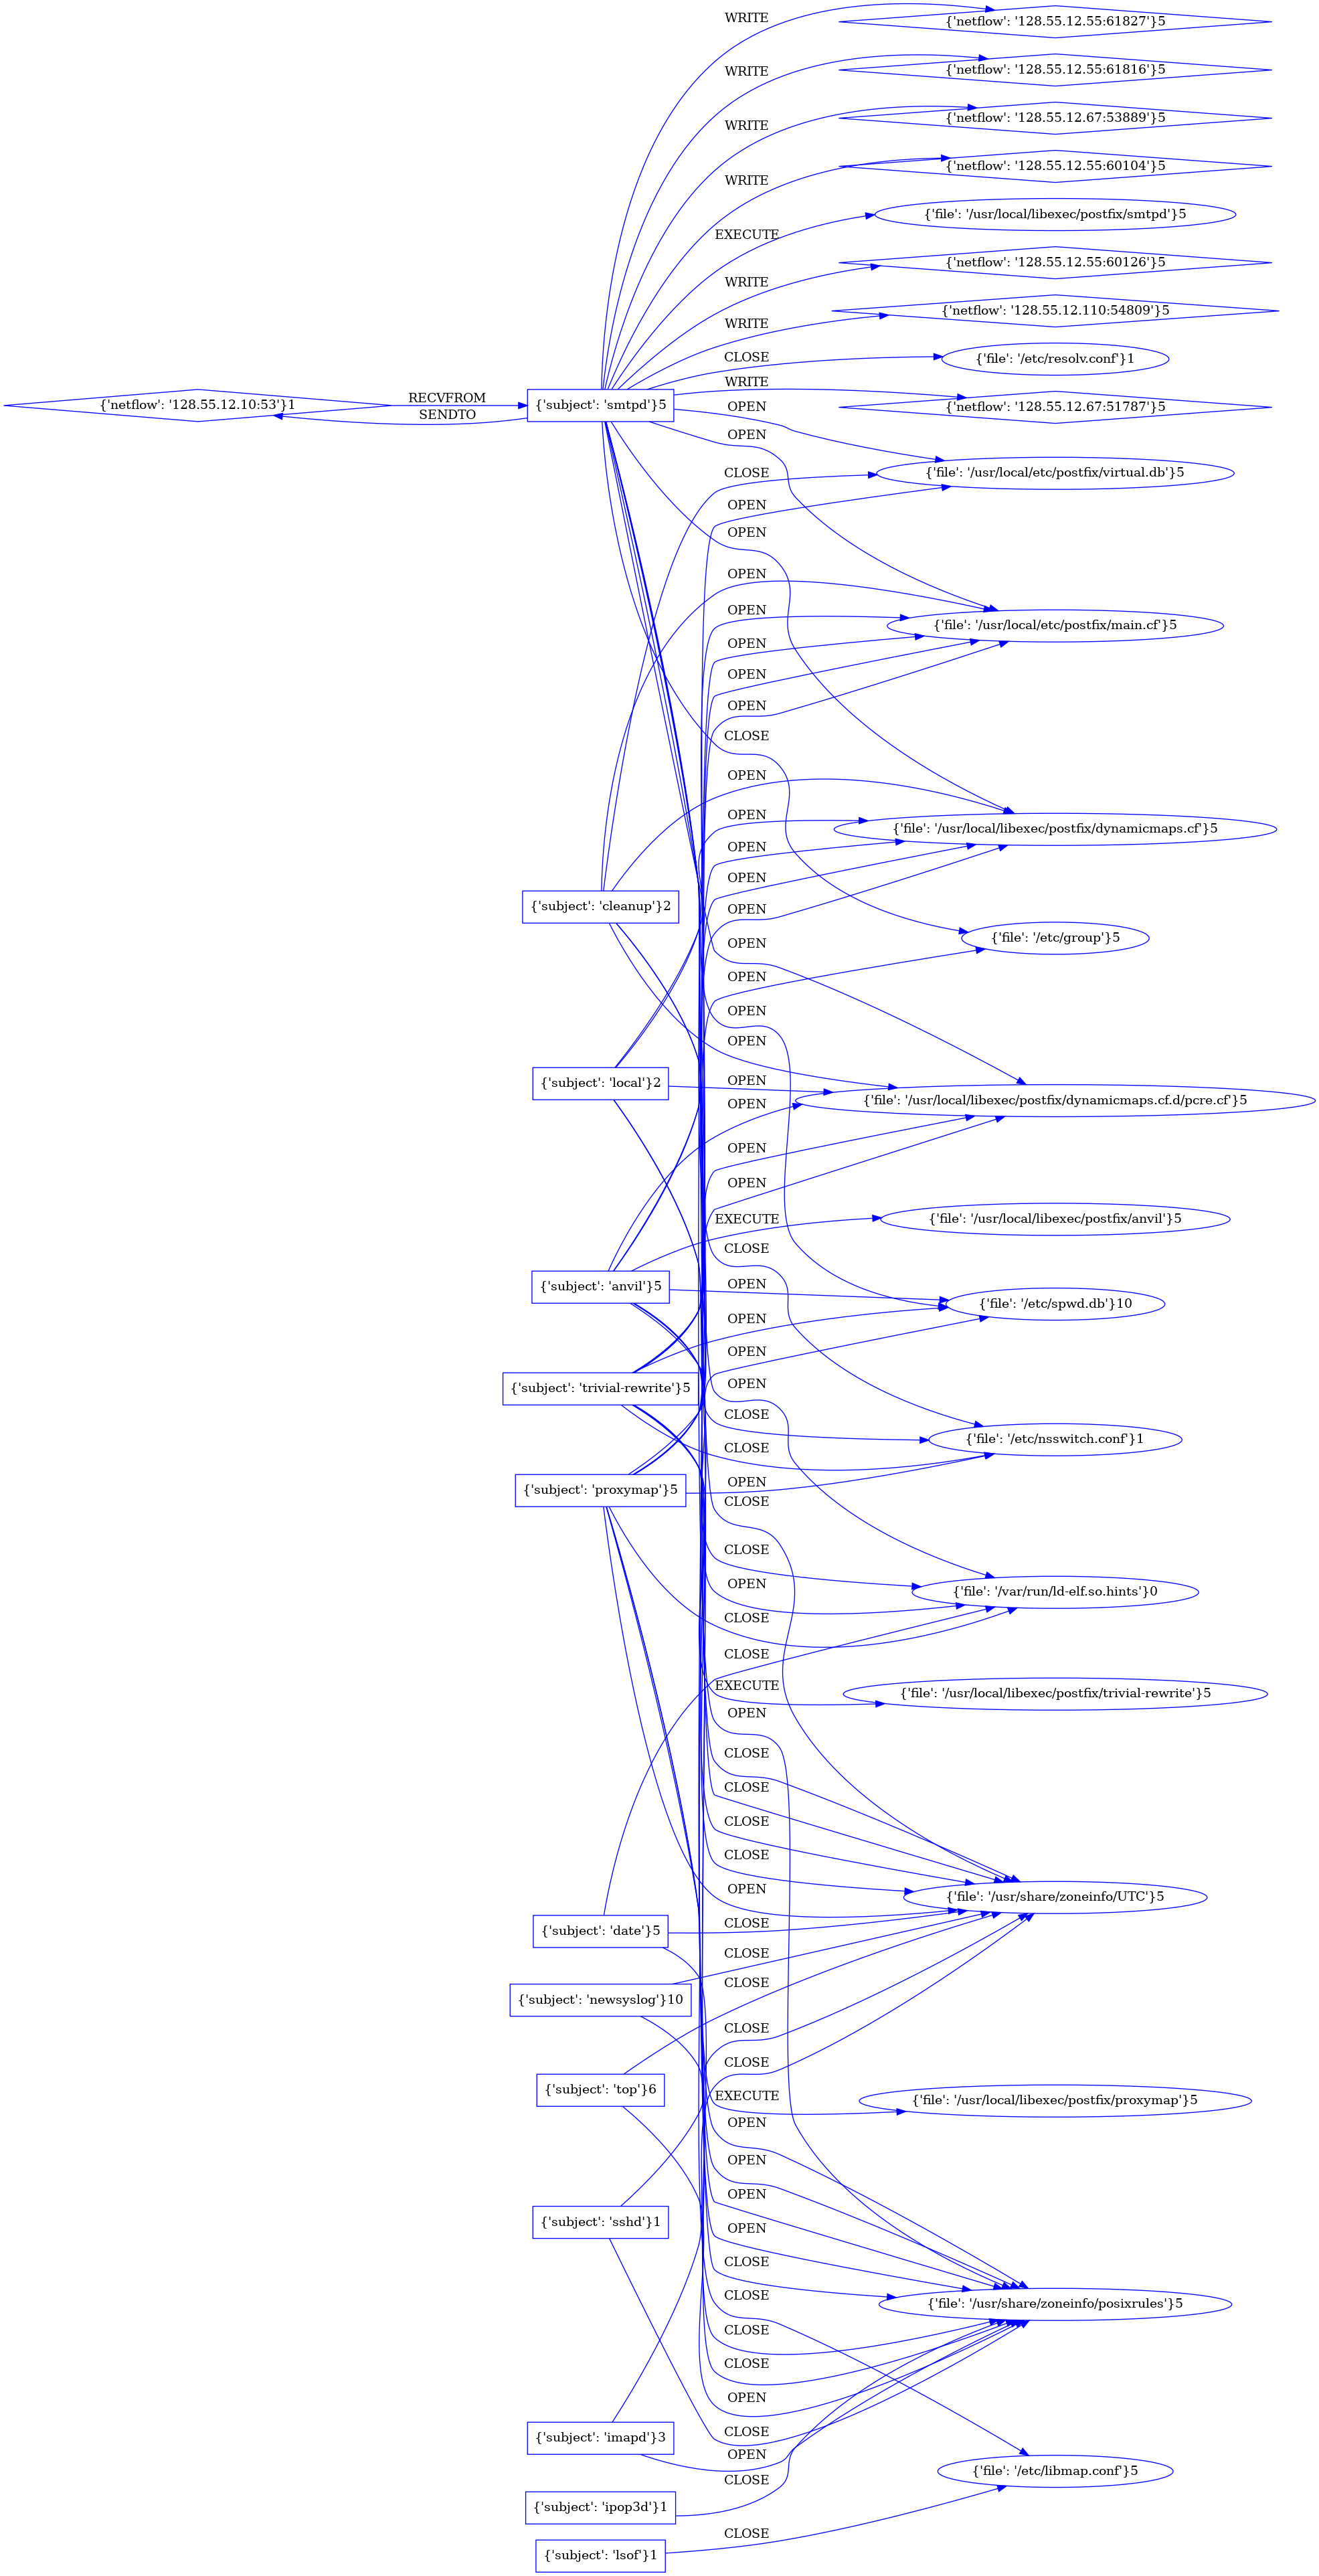 WRITE
{'netflow': '128.55.12.55:61827'}5
WRITE
{'netflow': '128.55.12.55:61816'}5
WRITE
{'netflow': '128.55.12.67:53889'}5
WRITE
{'netflow': '128.55.12.55:60104'}5
EXECUTE
{'file': '/usr/local/libexec/postfix/smtpd'}5
WRITE
{'netflow': '128.55.12.55:60126'}5
WRITE
{'netflow': '128.55.12.110:54809'}5
CLOSE
{'file': '/etc/resolv.conf'}1
WRITE
{'netflow': '128.55.12.10:53'}1
RECVFROM
SENDTO
{'subject': 'smtpd'}5
{'netflow': '128.55.12.67:51787'}5
OPEN
OPEN
CLOSE
{'file': '/usr/local/etc/postfix/virtual.db'}5
OPEN
OPEN
OPEN
OPEN
{'file': '/usr/local/etc/postfix/main.cf'}5
OPEN
OPEN
OPEN
CLOSE
OPEN
OPEN
{'file': '/usr/local/libexec/postfix/dynamicmaps.cf'}5
OPEN
OPEN
{'subject': 'cleanup'}2
OPEN
{'file': '/etc/group'}5
OPEN
OPEN
OPEN
OPEN
{'subject': 'local'}2
OPEN
{'file': '/usr/local/libexec/postfix/dynamicmaps.cf.d/pcre.cf'}5
OPEN
OPEN
OPEN
EXECUTE
{'file': '/usr/local/libexec/postfix/anvil'}5
CLOSE
{'subject': 'anvil'}5
OPEN
{'file': '/etc/spwd.db'}10
OPEN
OPEN
{'subject': 'trivial-rewrite'}5
OPEN
CLOSE
{'file': '/etc/nsswitch.conf'}1
CLOSE
{'subject': 'proxymap'}5
OPEN
CLOSE
CLOSE
OPEN
{'file': '/var/run/ld-elf.so.hints'}0
CLOSE
CLOSE
EXECUTE
{'file': '/usr/local/libexec/postfix/trivial-rewrite'}5
OPEN
CLOSE
CLOSE
CLOSE
CLOSE
OPEN
{'file': '/usr/share/zoneinfo/UTC'}5
{'subject': 'date'}5
CLOSE
CLOSE
{'subject': 'newsyslog'}10
CLOSE
CLOSE
CLOSE
{'subject': 'top'}6
EXECUTE
{'file': '/usr/local/libexec/postfix/proxymap'}5
OPEN
OPEN
OPEN
{'subject': 'sshd'}1
OPEN
CLOSE
CLOSE
{'file': '/usr/share/zoneinfo/posixrules'}5
CLOSE
CLOSE
OPEN
CLOSE
{'subject': 'imapd'}3
OPEN
{'file': '/etc/libmap.conf'}5
CLOSE
{'subject': 'ipop3d'}1
CLOSE
{'subject': 'lsof'}1